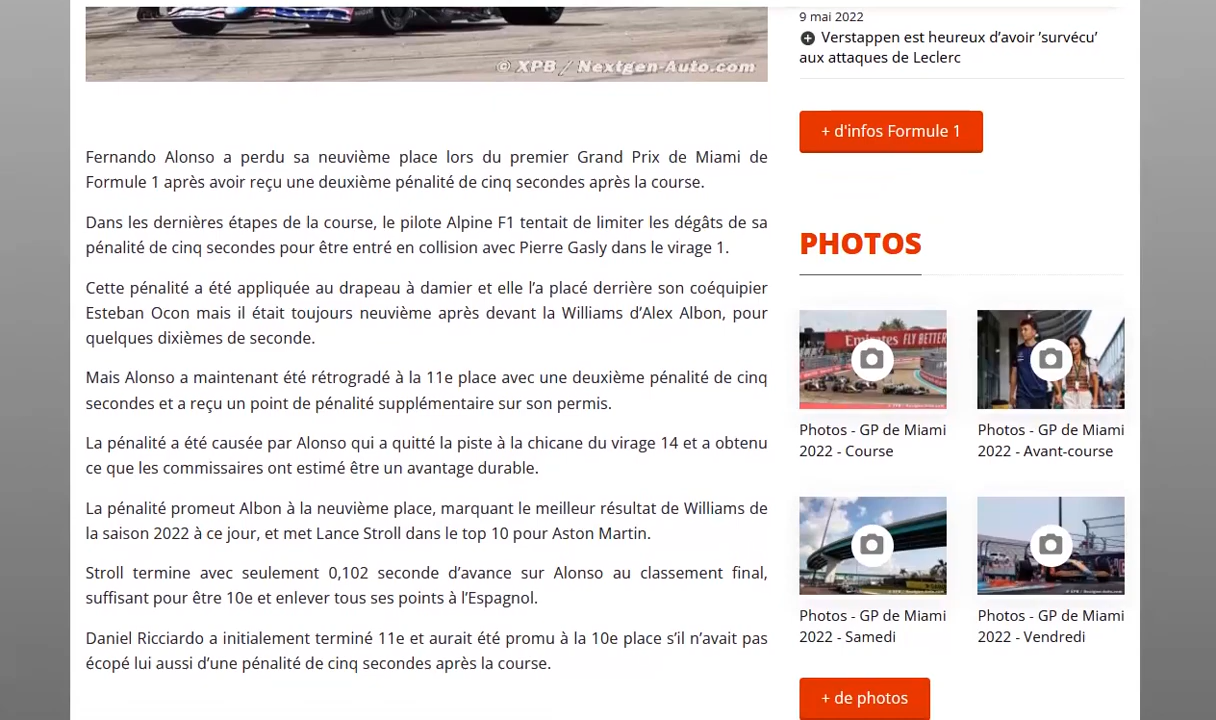 © XPB / Nextgen-Auto.com
Fernando Alonso a perdu sa neuvième place lors du premier Grand Prix de Miami de
Formule 1 après avoir reçu une deuxième pénalité de cinq secondes après la course.
Dans les dernières étapes de la course, le pilote Alpine F1 tentait de limiter les dégâts de sa
pénalité de cinq secondes pour être entré en collision avec Pierre Gasly dans le virage 1.
Cette pénalité a été appliquée au drapeau à damier et elle l’a placé derrière son coéquipier
Esteban Ocon mais il était toujours neuvième après devant la Williams d’Alex Albon, pour
quelques dixièmes de seconde.
Mais Alonso a maintenant été rétrogradé à la 11e place avec une deuxième pénalité de cinq
secondes et a reçu un point de pénalité supplémentaire sur son permis.
La pénalité a été causée par Alonso qui a quitté la piste à la chicane du virage 14 et a obtenu
ce que les commissaires ont estimé être un avantage durable.
La pénalité promeut Albon à la neuvième place, marquant le meilleur résultat de Williams de
la saison 2022 à ce jour, et met Lance Stroll dans le top 10 pour Aston Martin.
Stroll termine avec seulement 0,102 seconde d’avance sur Alonso au classement final,
suffisant pour être 10e et enlever tous ses points à l’Espagnol.
Daniel Ricciardo a initialement terminé 11e et aurait été promu à la 10e place s’il n’avait pas
écopé lui aussi d’une pénalité de cinq secondes après la course.
9 mai 2022
Verstappen est heureux d’avoir ’survécu’
aux attaques de Leclerc
+ d'infos Formule 1
PHOTOS
Emirates FLY BETTER
Photos - GP de Miami
2022 - Course
Photos - GP de Miami
2022 - Avant-course
Photos - GP de Miami
2022 - Samedi
Photos - GP de Miami
2022 - Vendredi
+ de photos